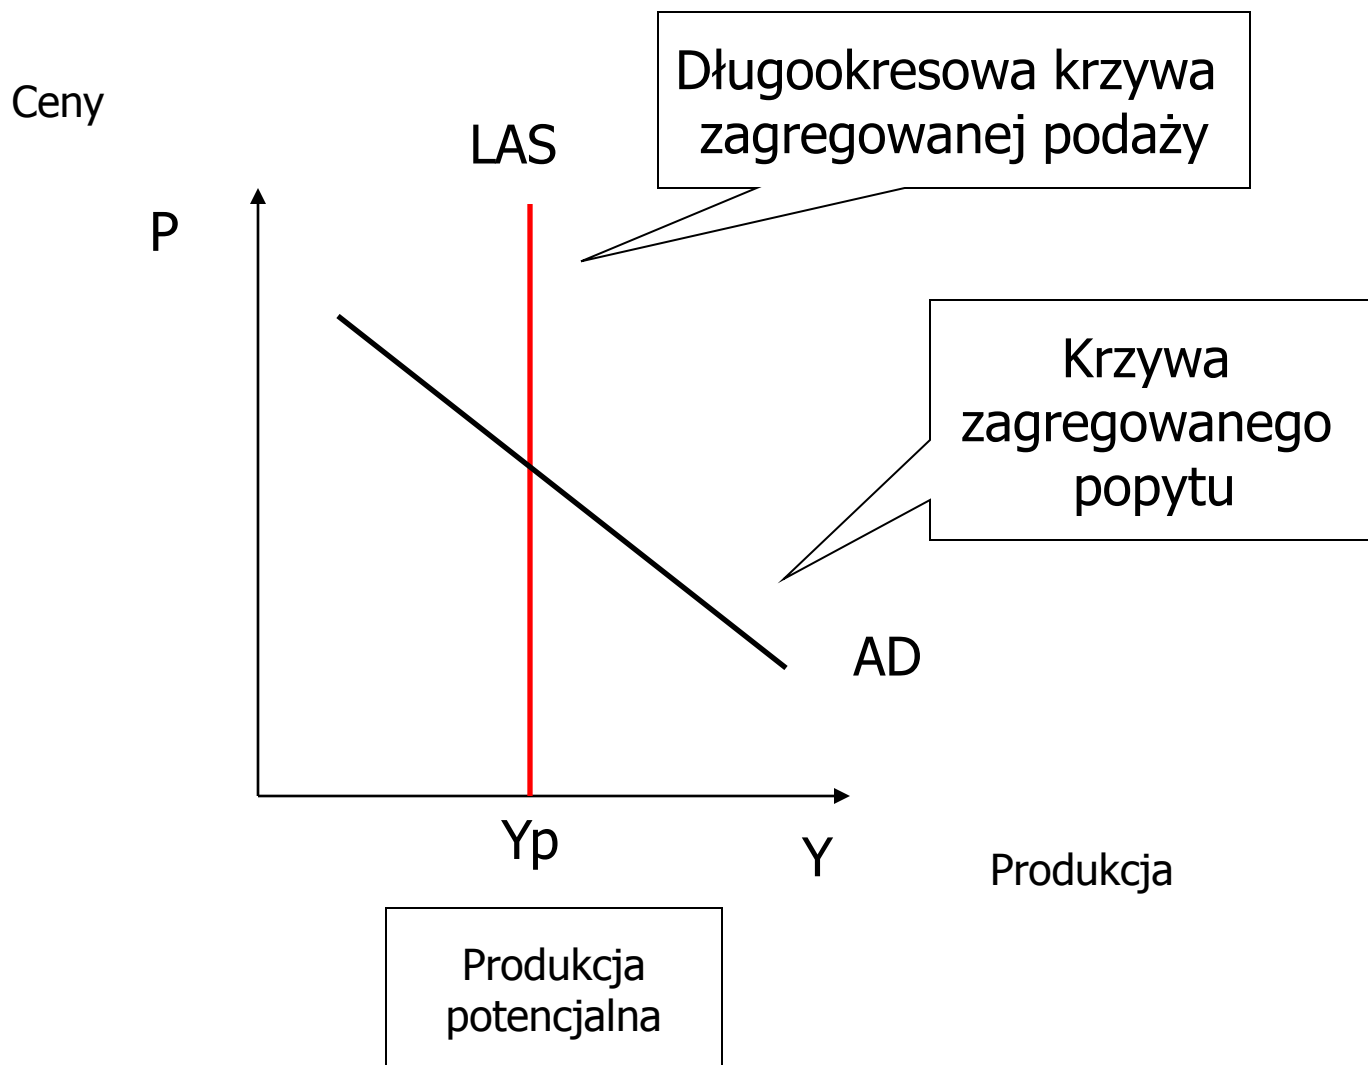 Długookresowa krzywa
zagregowanej podaży
Ceny
LAS
P
Krzywa
zagregowanego
popytu
AD
Yp
Y
Produkcja
Produkcja
potencjalna